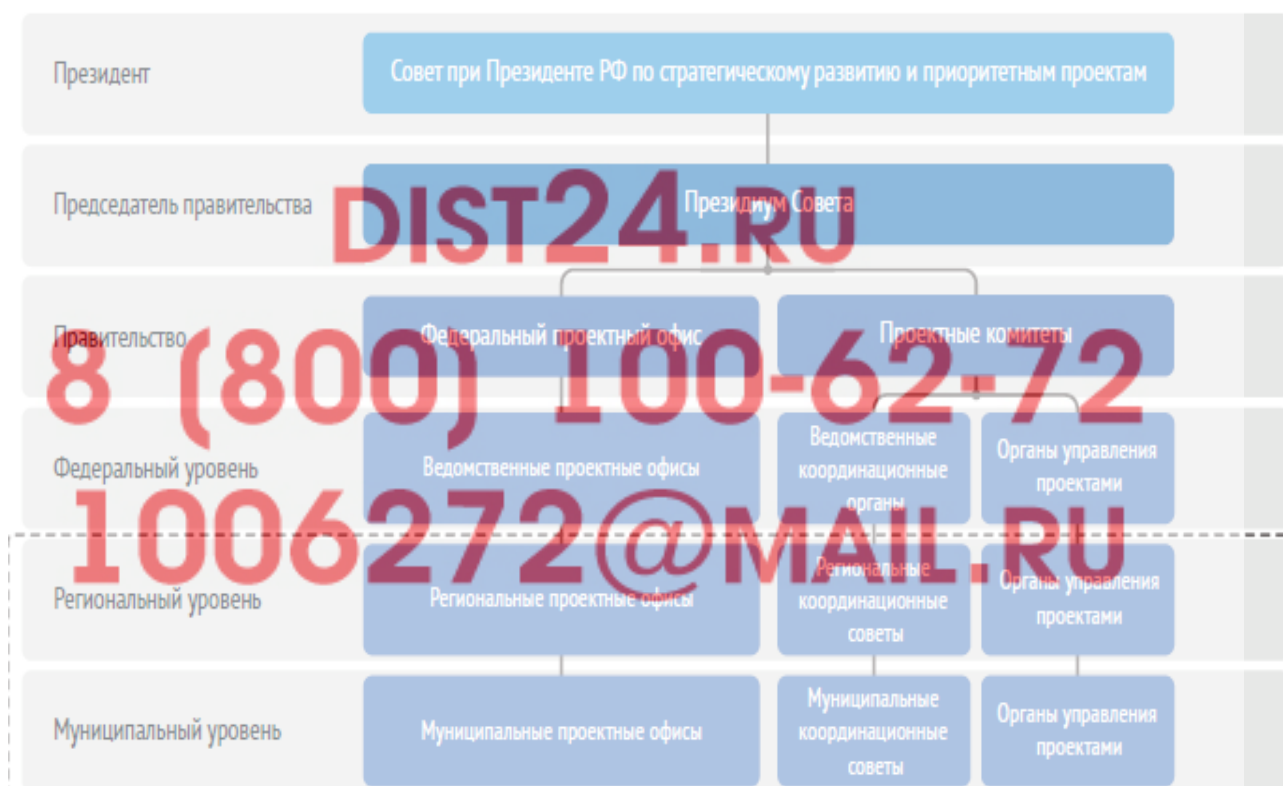 Президент
Совет при Президенте РФ по стратегическому развитию и приоритетным проектам
Председатель правительства
Президиум Совета
DIST24.RU
Правительство
Федеральный проектный офис
Проектные комитеты
8 (800) 100-62-72
Федеральный уровень
Ведомственные проектные офисы
Ведомственные
координационные
органы
Органы управления
проектами
1006272@MAIL.RU
Региональный уровень
Региональные проектные офисы
Региональные
координационные
советы
Органы управления
проектами
Муниципальный уровень
Муниципальные проектные офисы
Муниципальные
координационные
советы
Органы управления
проектами